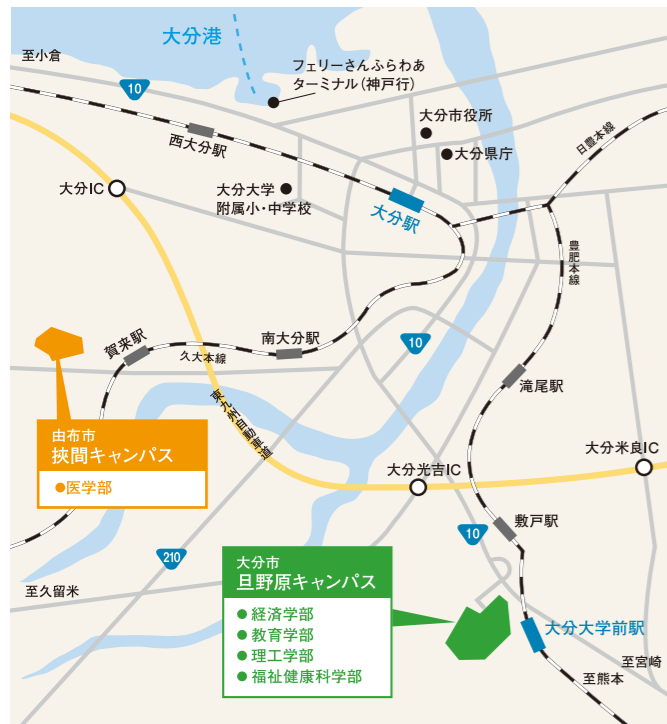 大分港
至小倉
フェリーさんふらわあ
ターミナル（神戸行）
10
大分市役所
日豊本線
西大分駅
大分県庁
大分IC
大分大学
附属小・中学校
大分駅
豊肥本線
賀来駅
南大分駅
10
久大本線
滝尾駅
東九州自動車道
由布市
挾間キャンパス
●医学部
大分米良IC
大分光吉IC
敷戸駅
10
210
大分市
旦野原キャンパス
●経済学部
●教育学部
●理工学部
●福祉健康科学部
至久留米
大分大学前駅
至宮崎
至熊本